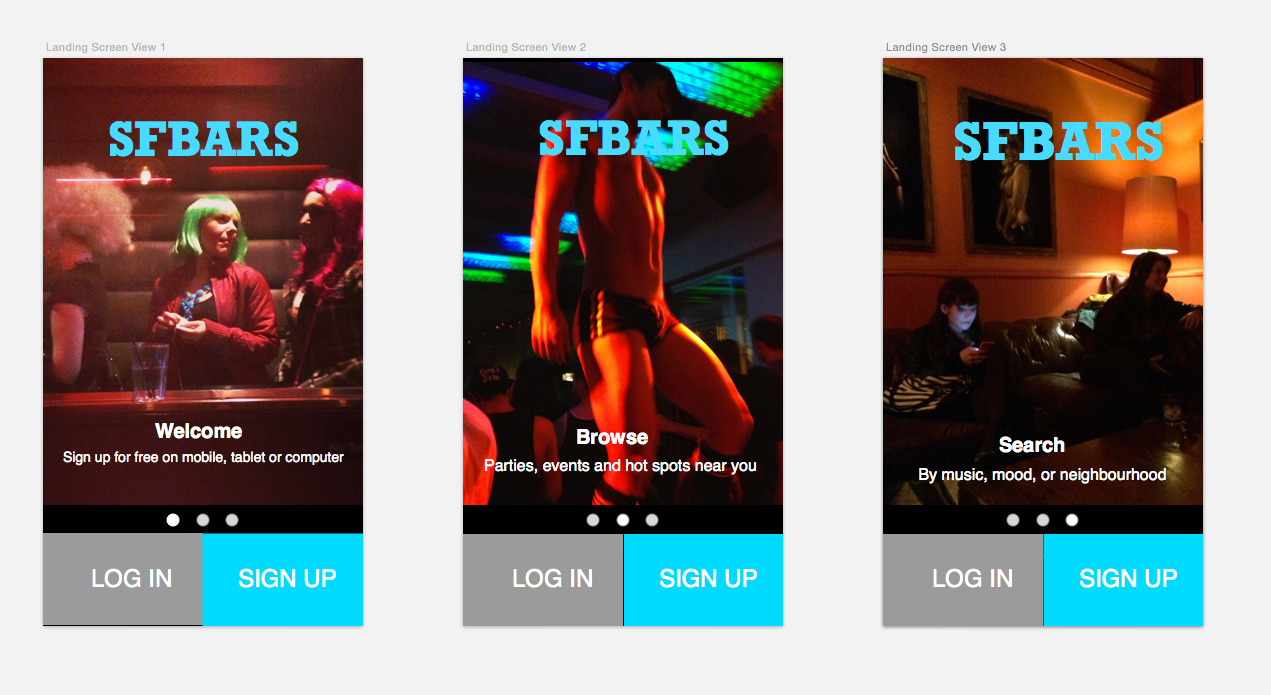 Landing Screen View 1
SFBARS
Welcome
Sign up for free on mobile, tablet or computer
LOG IN
SIGN UP
Landing Screen View 2
SFBARS
Browse
Parties, events and hot spots near you
LOG IN
SIGN UP
Landing Screen View 3
SFBARS
Search
By music, mood, or neighbourhood
LOG IN
SIGN UP